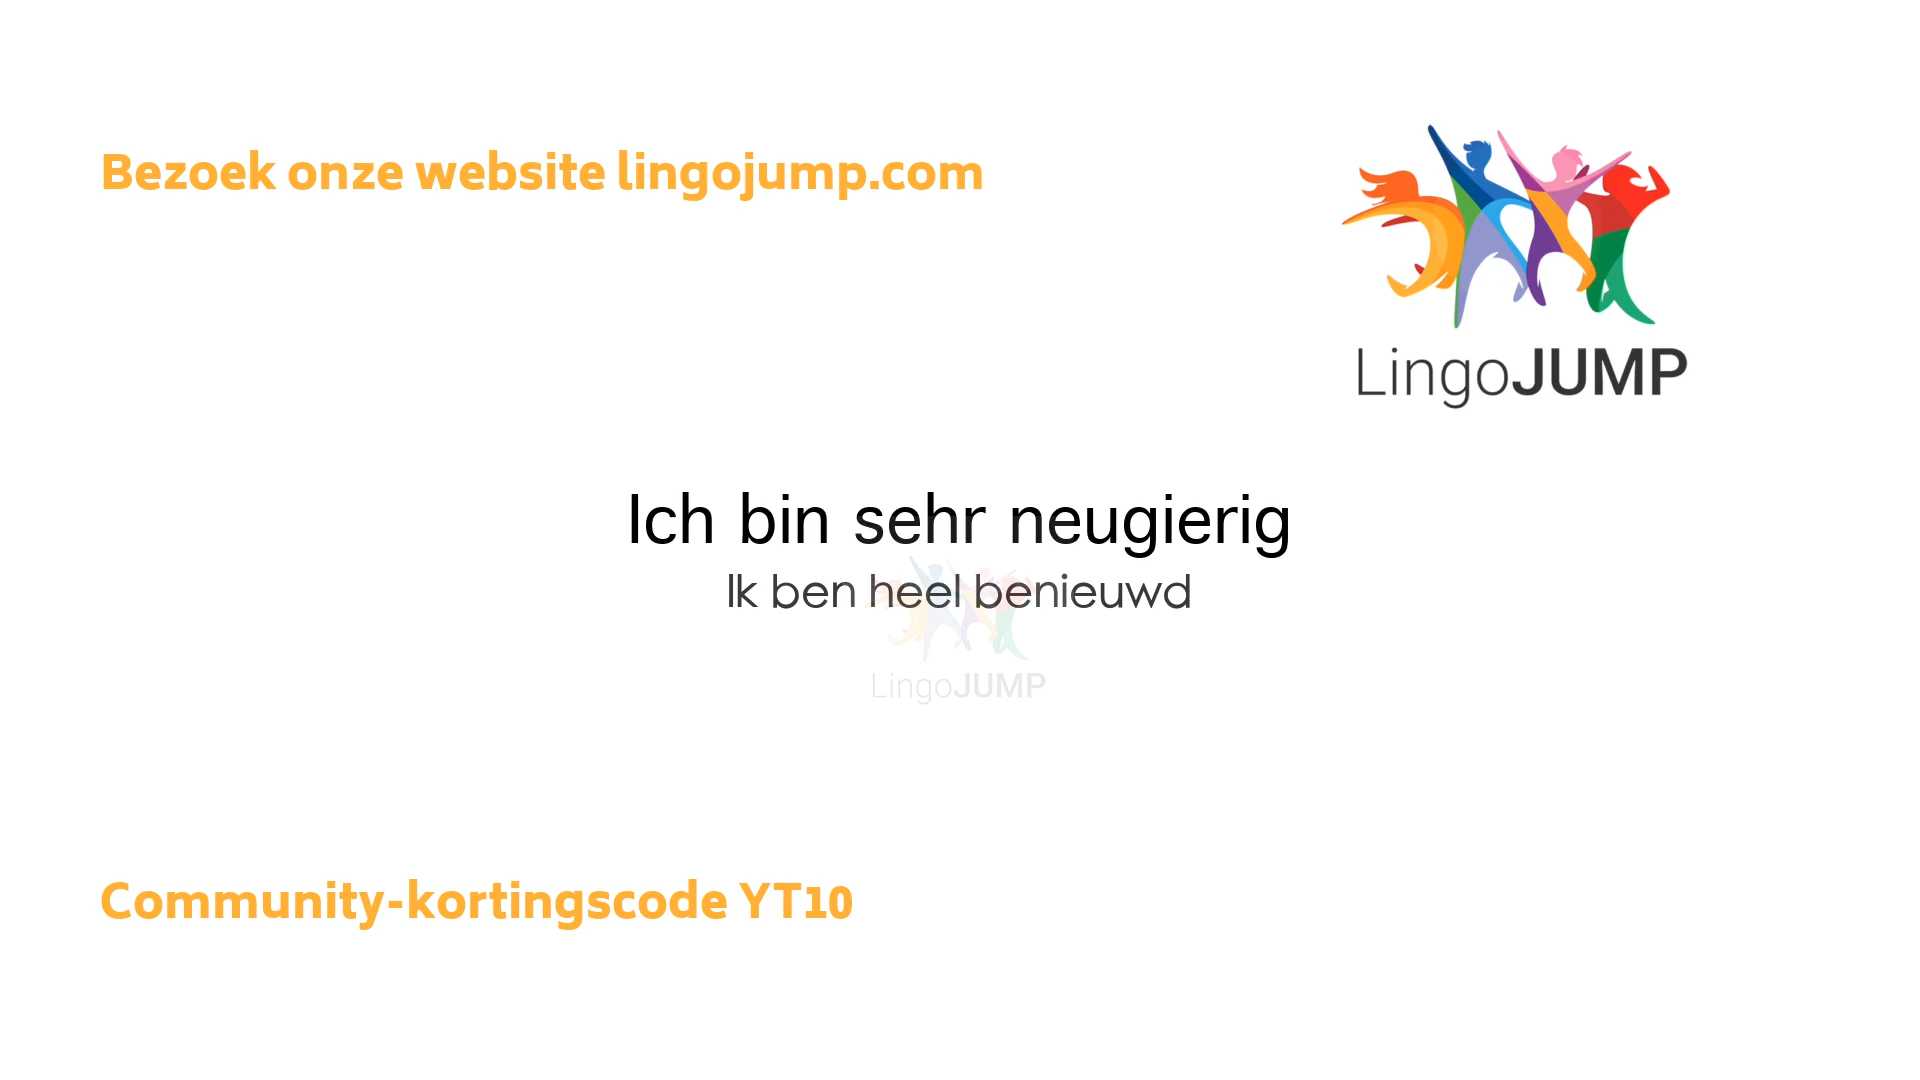 Bezoek onze website lingojump.com
LingoJUMP
Ich bin sehr neugierig
Ik ben heel benieuwd
LingoJUMP
Community-kortingscode YT10